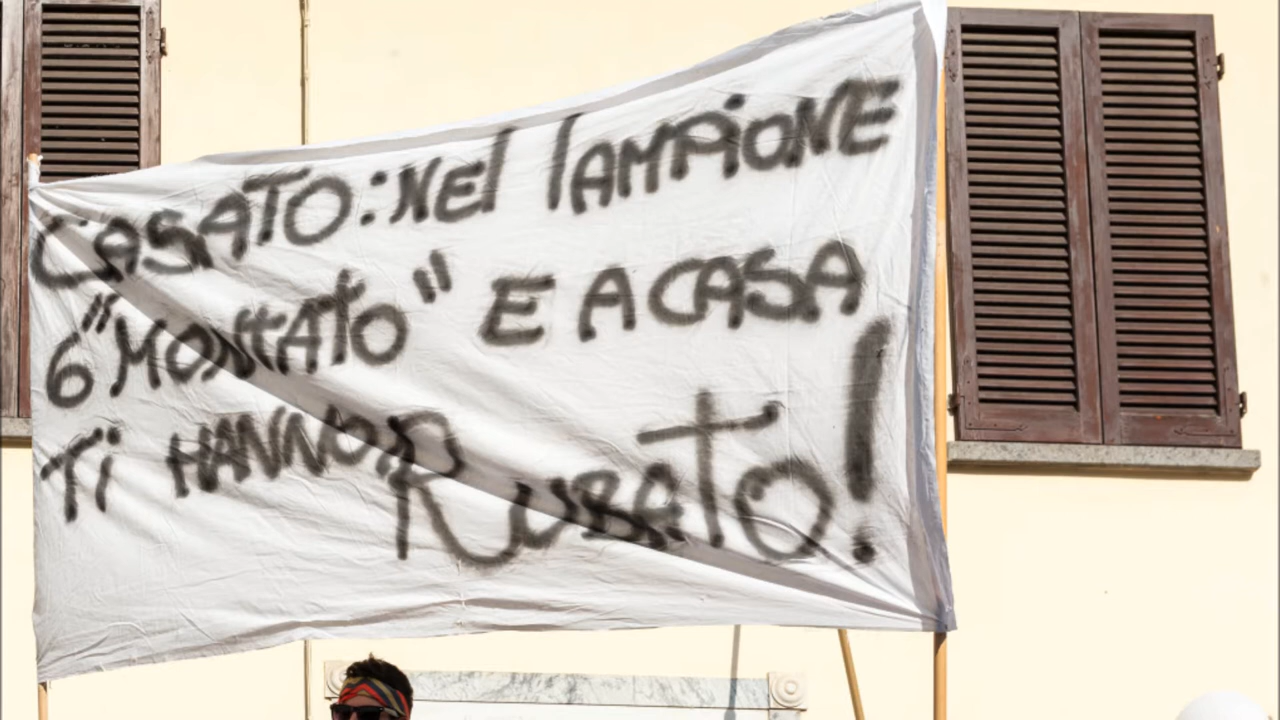 CASATO: NEl lAMPIONE
6 "MONTATO" E A CASA
Ti HANNO RUBATO!